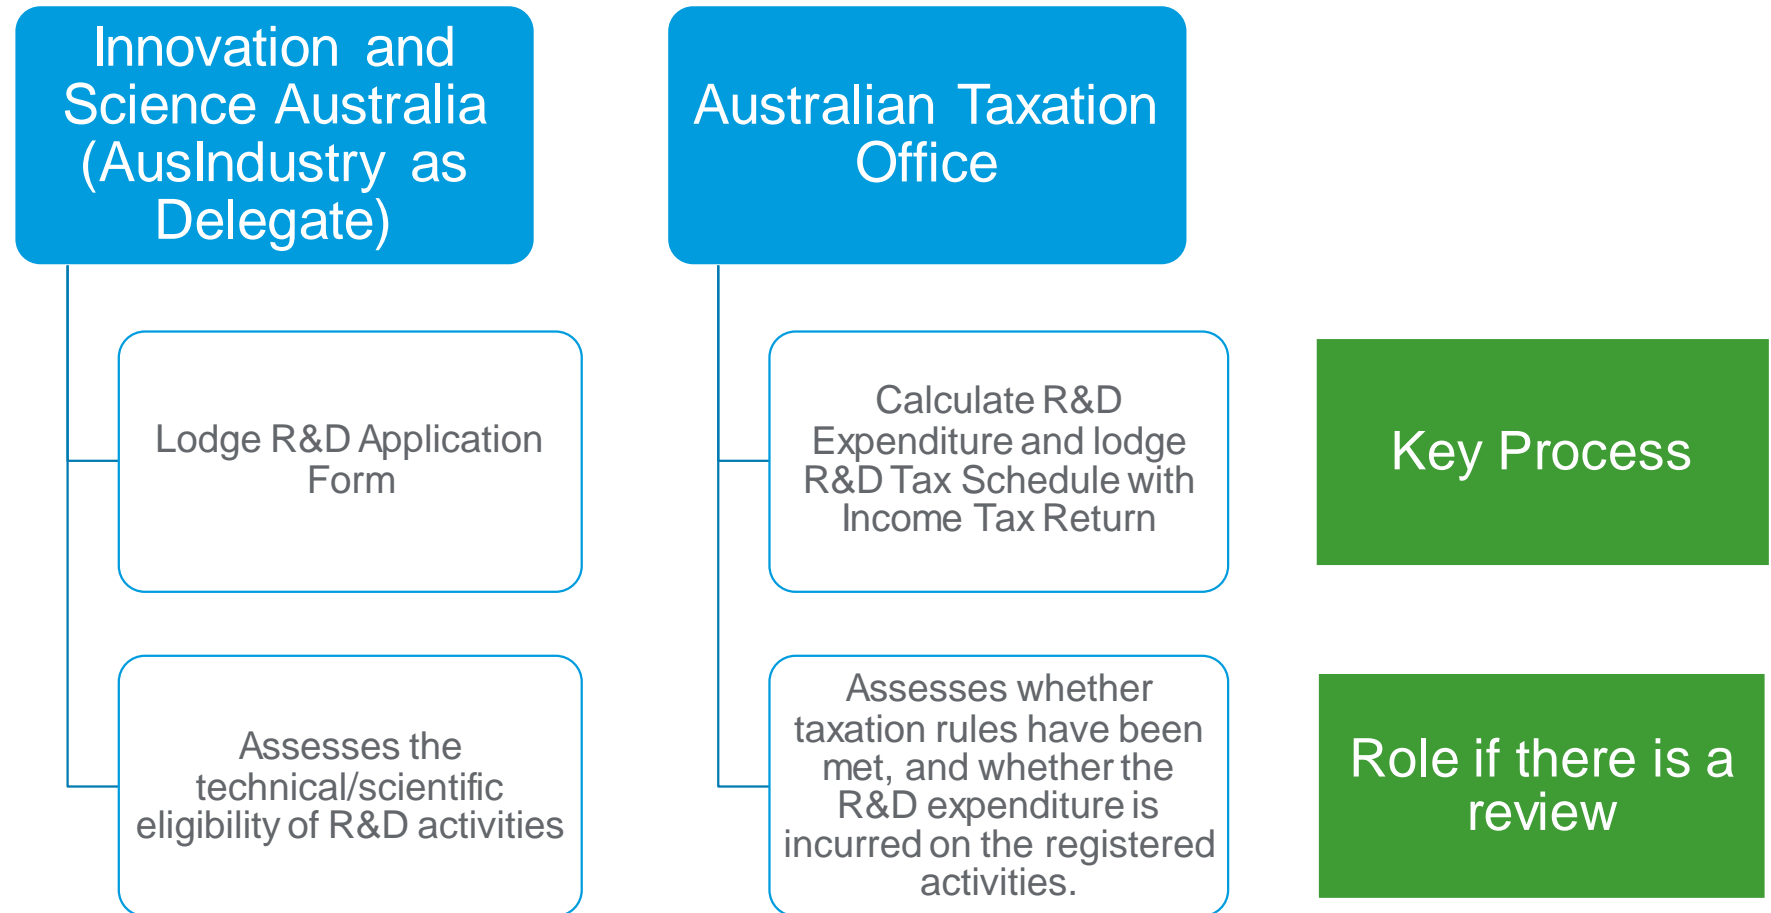 Innovation and
Science Australia
(AusIndustry as
Delegate)
Australian Taxation
Office
Lodge R&D Application
Form
Calculate R&D
Expenditure and lodge
R&D Tax Schedule with
Income Tax Return
Key Process
Assesses the
technical/scientific
eligibility of R&D activities
Assesses whether
taxation rules have been
met, and whether the
R&D expenditure is
incurred on the registered
activities.
Role if there is a
review